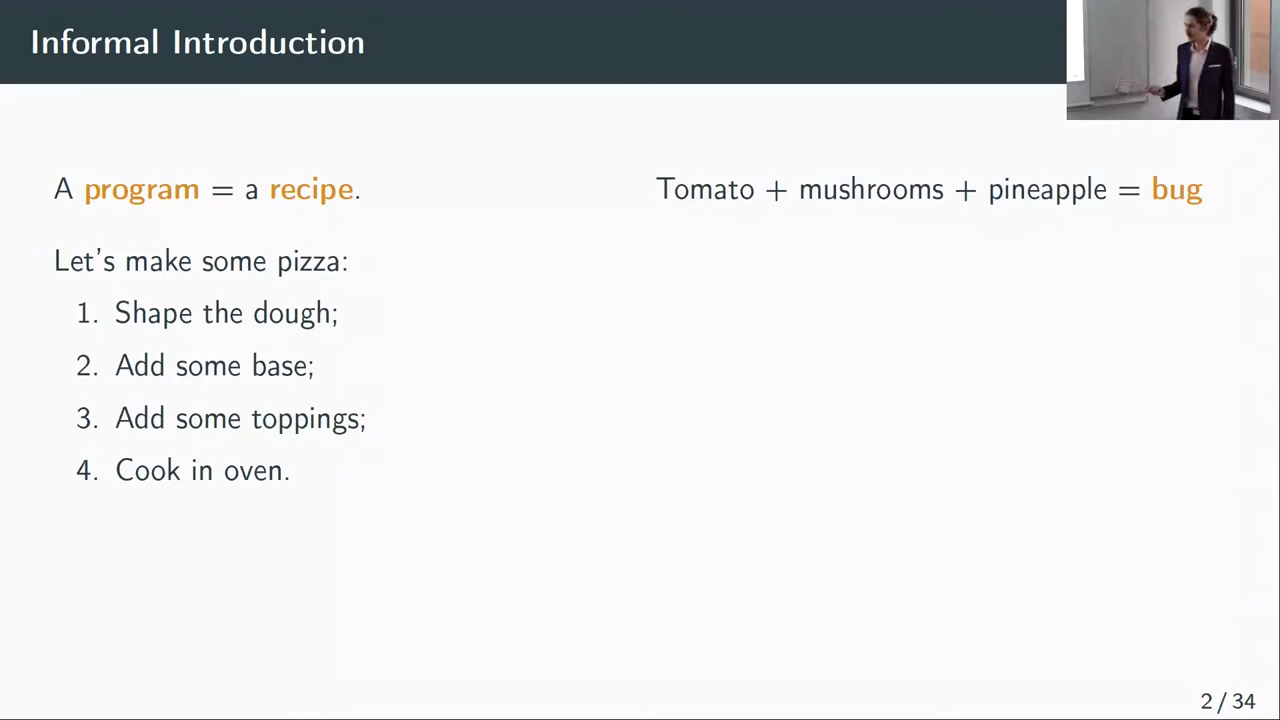 Informal Introduction
A program = a recipe.
Let's make some pizza:
1. Shape the dough;
2. Add some base;
3. Add some toppings;
4. Cook in oven.
Tomato + mushrooms + pineapple = bug
2 / 34